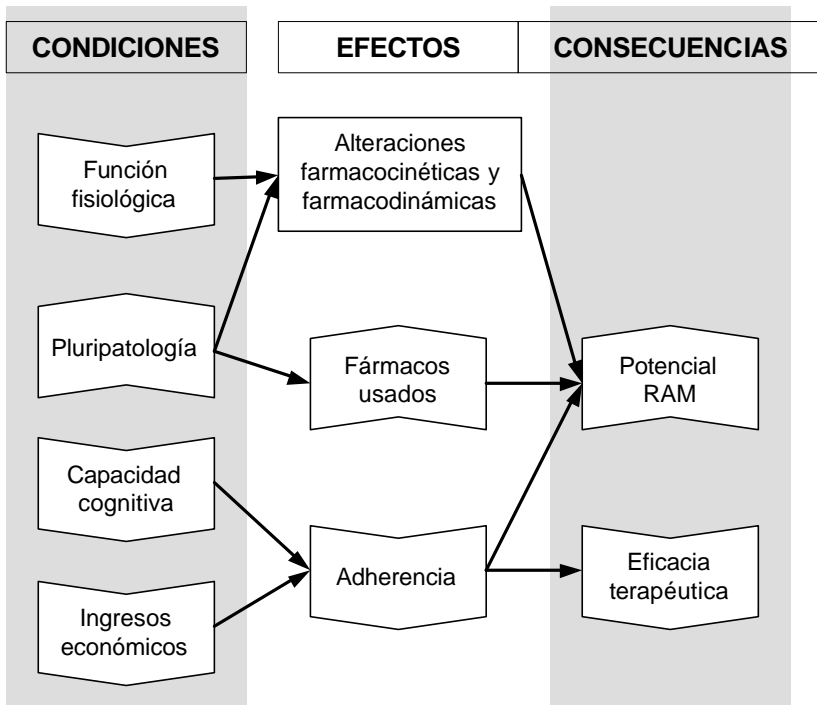 CONDICIONES
EFECTOS
CONSECUENCIAS
Función
fisiológica
Alteraciones
farmacocinéticas y
farmacodinámicas
Pluripatología
Fármacos
usados
Potencial
RAM
Capacidad
cognitiva
Adherencia
Eficacia
terapéutica
Ingresos
económicos